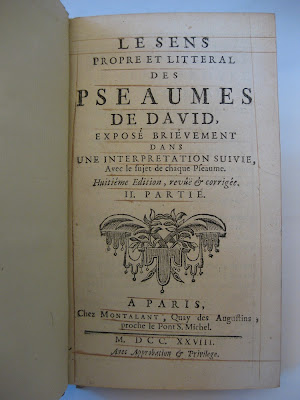 LE SENS
PROPRE ET LITTERAL
DES
PSEAUMES
DE DAVID,
EXPOSÉ BRIÉVEMENT
DANS
UNE INTERPRETATION SUIVIE,
Avec le sujet de chaque Pseaume.
Huitiéme Edition, revûë & corrigée.
II. PARTIE.
A PARIS,
Chez MONTALANT, Quay des Augustins,
proche le Pont S. Michel.
M. D C C. XXVIII.
Avec Approbation & Privilege.